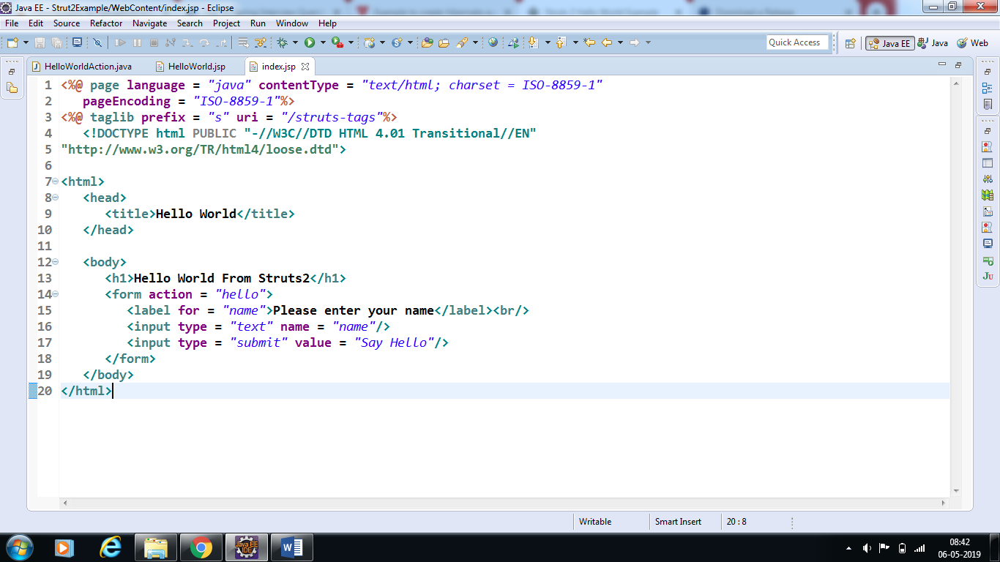 Java EE - Strut2Example/WebContent/index.jsp - Eclipse
File Edit Source Refactor Navigate Search Project Run Window Help
Quick Access Java EE Java Web
HelloWorldAction.java HelloWorld.jsp index.jsp
1 <%@ page language = "java" contentType = "text/html; charset = ISO-8859-1"
2 pageEncoding = "ISO-8859-1"%>
3 <%@ taglib prefix = "s" uri = "/struts-tags"%>
4 <!DOCTYPE html PUBLIC "-//W3C//DTD HTML 4.01 Transitional//EN"
5 "http://www.w3.org/TR/html4/loose.dtd">
6
7 <html>
8 <head>
9 <title>Hello World</title>
10 </head>
11
12 <body>
13 <h1>Hello World From Struts2</h1>
14 <form action = "hello">
15 <label for = "name">Please enter your name</label><br/>
16 <input type = "text" name = "name"/>
17 <input type = "submit" value = "Say Hello"/>
18 </form>
19 </body>
20 </html>
Ju
Writable Smart Insert 20 : 8
Java EE
IDE
W
08:42
06-05-2019